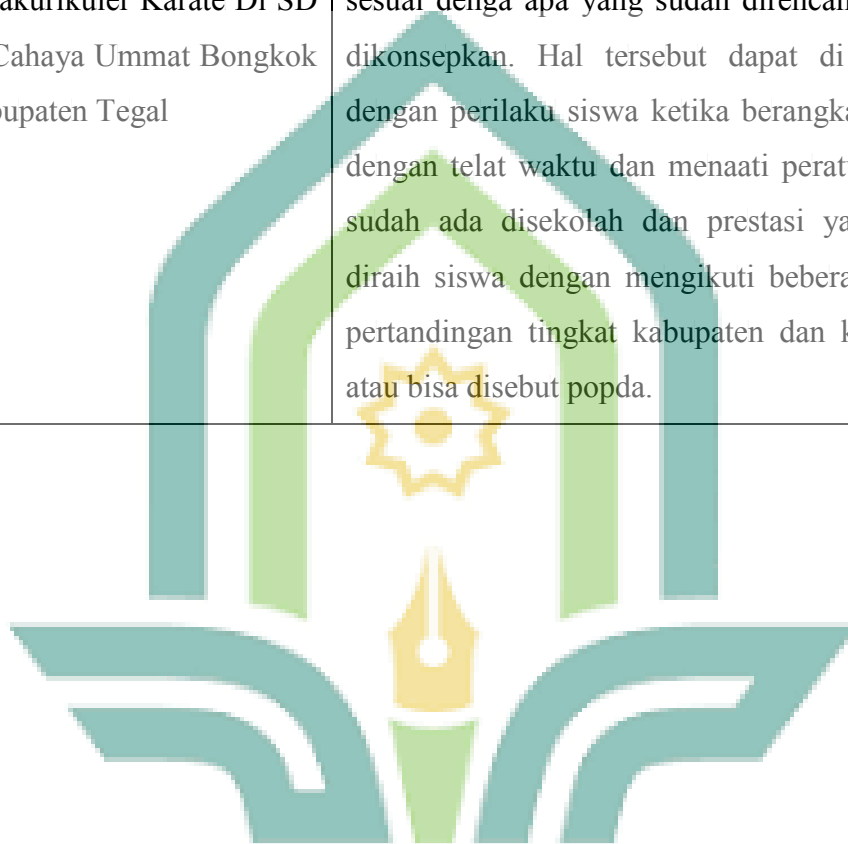 akurikuler Karate Di SD
Cahaya Ummat Bongkok
bupaten Tegal
sesuai denga apa yang sudah direncan
dikonsepkan. Hal tersebut dapat di
dengan perilaku siswa ketika berangka
dengan telat waktu dan menaati perat
sudah ada disekolah dan prestasi ya
diraih siswa dengan mengikuti bebera
pertandingan tingkat kabupaten dan k
atau bisa disebut popda.